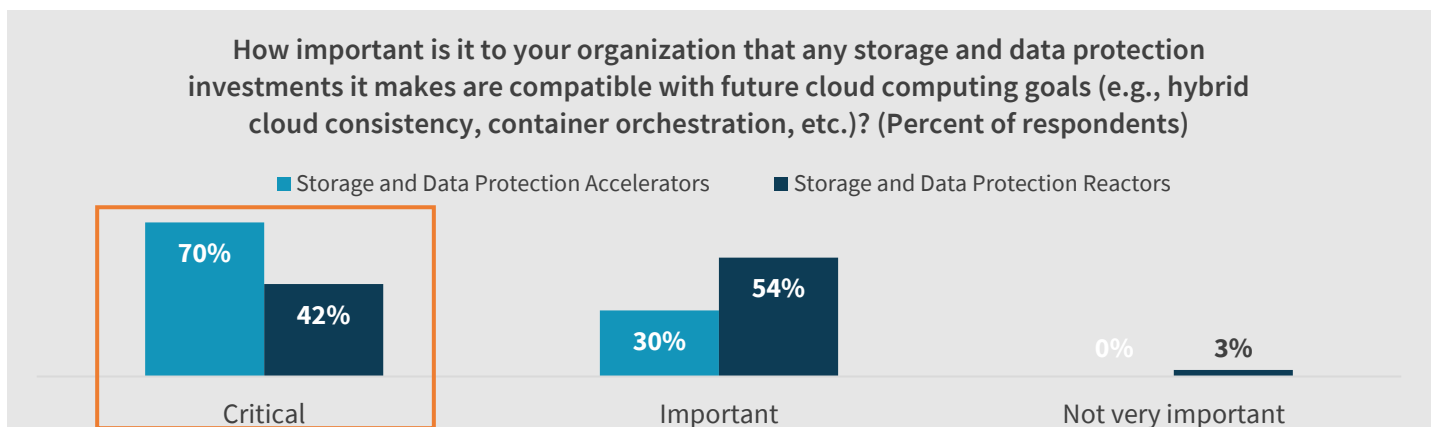 How important is it to your organization that any storage and data protection
investments it makes are compatible with future cloud computing goals (e.g., hybrid
cloud consistency, container orchestration, etc.)? (Percent of respondents)
Storage and Data Protection Accelerators
Storage and Data Protection Reactors
70%
42%
30%
54%
0%
3%
Critical
Important
Not very important